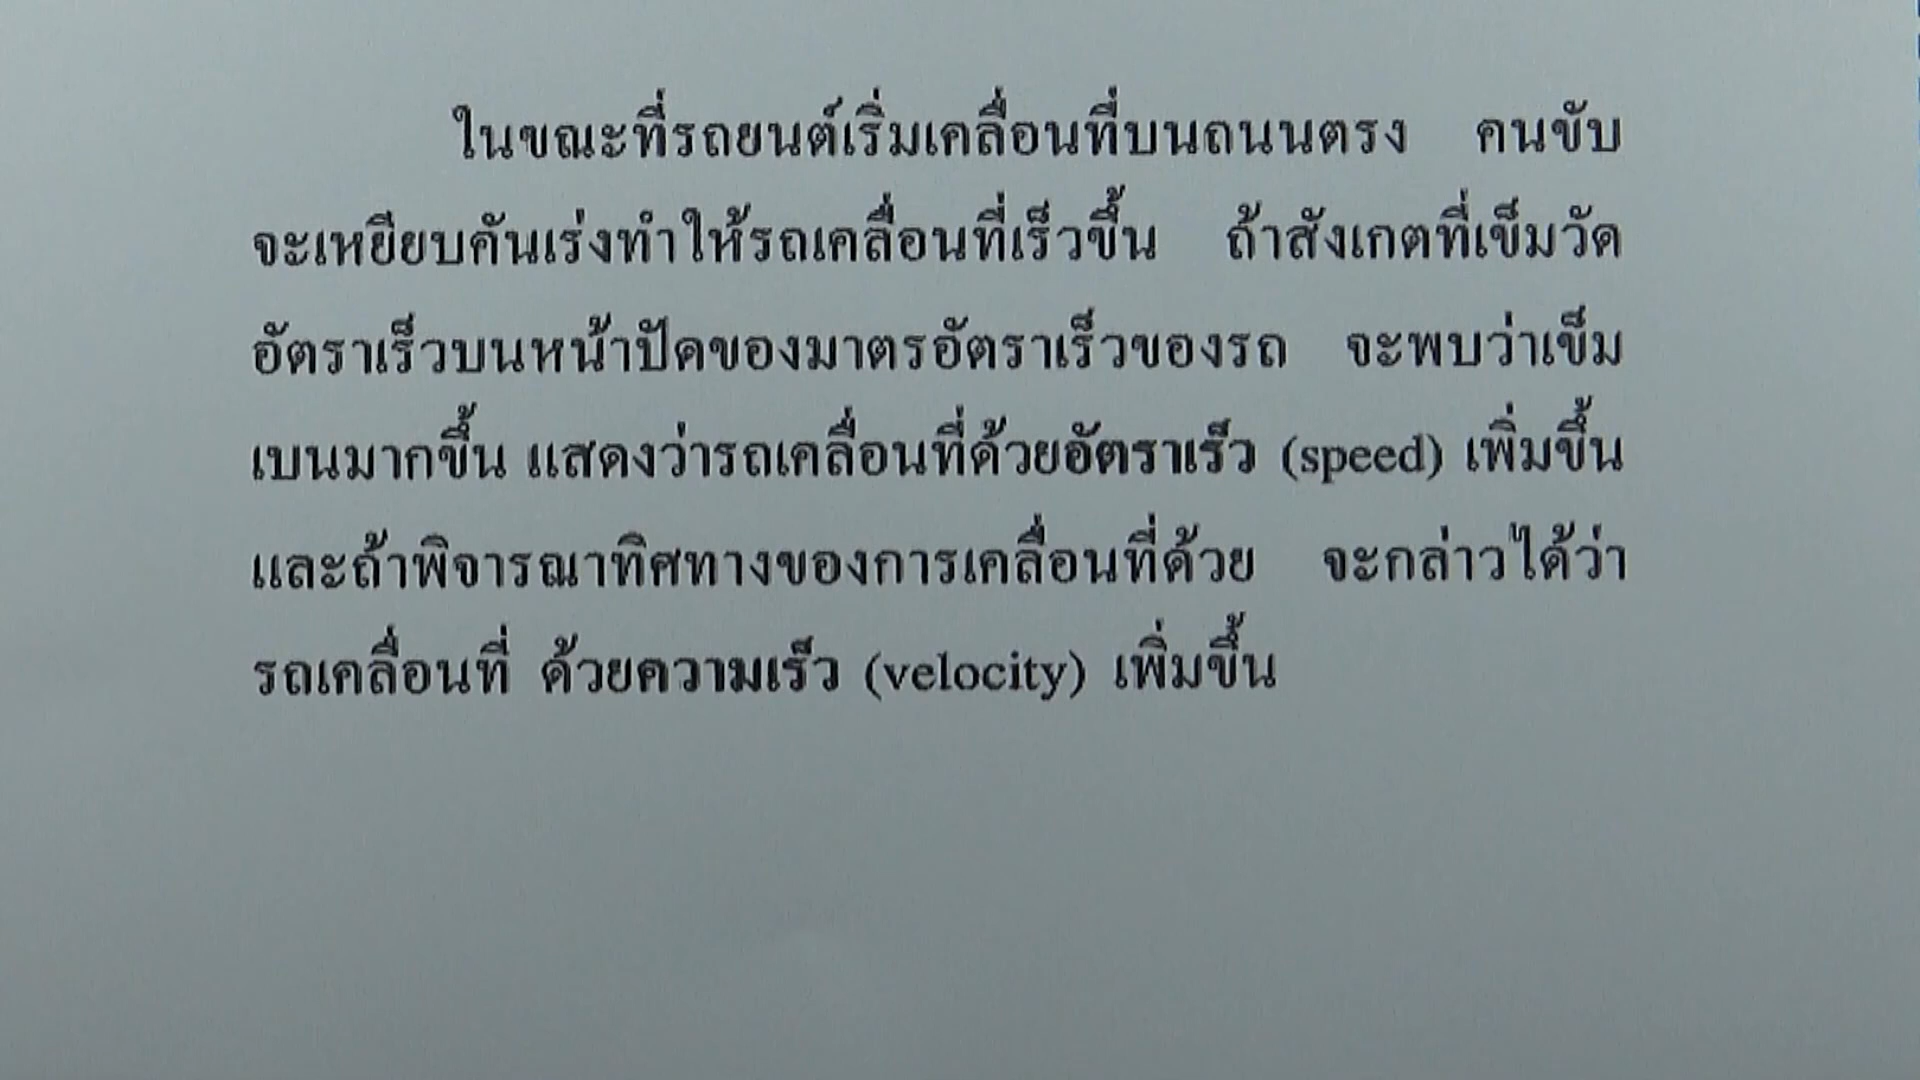 ในขณะที่รถยนต์เริ่มเคลื่อนที่บนถนนตรง คนขับ
จะเหยียบคันเร่งทำให้รถเคลื่อนที่เร็วขึ้น ถ้าสังเกตที่เข็มวัด
อัตราเร็วบนหน้าปัดของมาตรอัตราเร็วของรถ จะพบว่าเข็ม
เบนมากขึ้น แสดงว่ารถเคลื่อนที่ด้วยอัตราเร็ว (speed) เพิ่มขึ้น
และถ้าพิจารณาทิศทางของการเคลื่อนที่ด้วย จะกล่าวได้ว่า
รถเคลื่อนที่ ด้วยความเร็ว (velocity) เพิ่มขึ้น